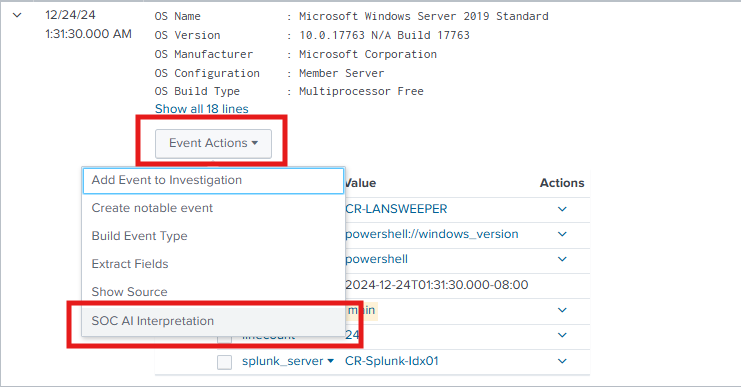 12/24/24
1:31:30.000 AM
OS Name : Microsoft Windows Server 2019 Standard
OS Version : 10.0.17763 N/A Build 17763
OS Manufacturer : Microsoft Corporation
OS Configuration : Member Server
OS Build Type : Multiprocessor Free
Show all 18 lines
Event Actions
Add Event to Investigation
Create notable event
Build Event Type
Extract Fields
Show Source
SOC AI Interpretation
Value Actions
CR-LANSWEEPER
powershell://windows_version
powershell
2024-12-24T01:31:30.000-08:00
main
linecount 24
splunk_server CR-Splunk-Idx01